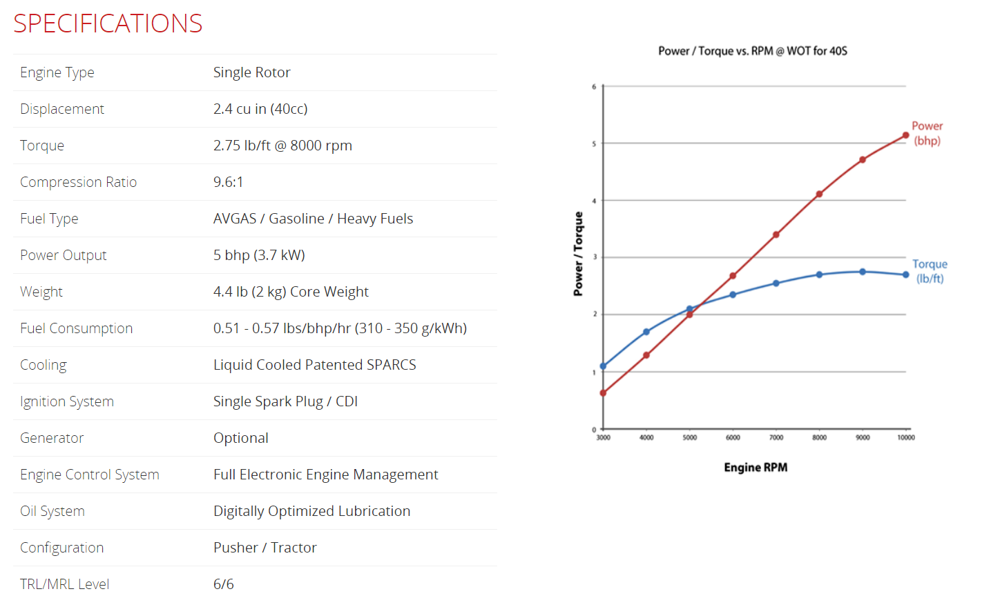 SPECIFICATIONS
Engine Type Single Rotor
Displacement 2.4 cu in (40cc)
Torque 2.75 lb/ft @ 8000 rpm
Compression Ratio 9.6:1
Fuel Type AVGAS / Gasoline / Heavy Fuels
Power Output 5 bhp (3.7 kW)
Weight 4.4 lb (2 kg) Core Weight
Fuel Consumption 0.51 - 0.57 lbs/bhp/hr (310 - 350 g/kWh)
Cooling Liquid Cooled Patented SPARCS
Ignition System Single Spark Plug / CDI
Generator Optional
Engine Control System Full Electronic Engine Management
Oil System Digitally Optimized Lubrication
Configuration Pusher / Tractor
TRL/MRL Level 6/6
Power / Torque vs. RPM @ WOT for 40S
6
5
4
3
2
1
0
Power / Torque
Power
(bhp)
Torque
(lb/ft)
3000 4000 5000 6000 7000 8000 9000 10000
Engine RPM